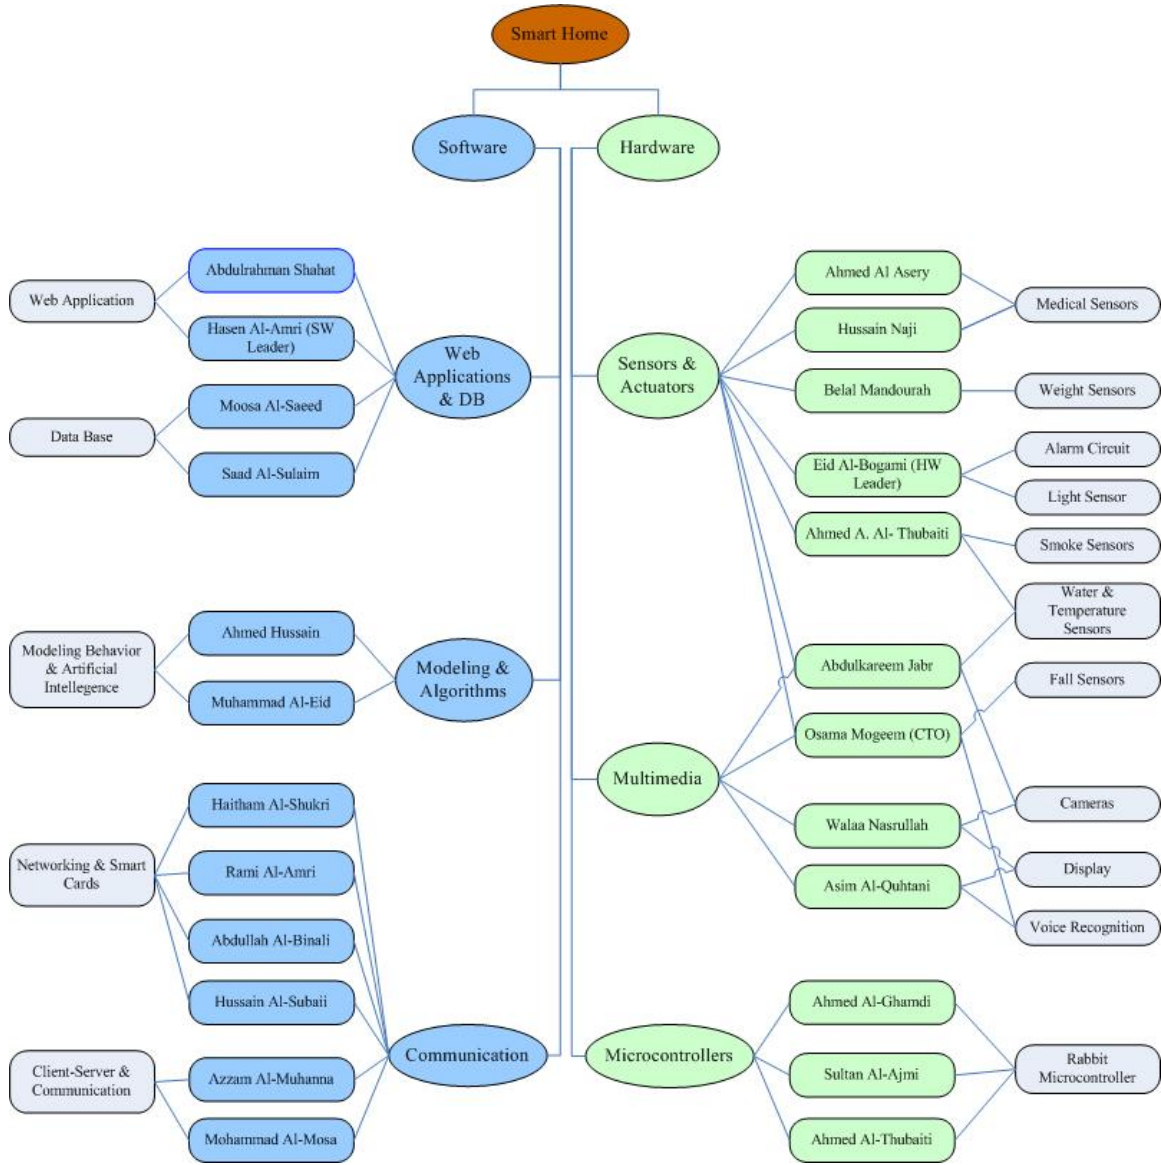 Smart Home
Software
Hardware
Web Application
Data Base
Abdulrahman Shahat
Hasen Al-Amri (SW
Leader)
Moosa Al-Saeed
Saad Al-Sulaim
Web
Applications
& DB
Modeling Behavior
& Artificial
Intellegence
Ahmed Hussain
Muhammad Al-Eid
Modeling &
Algorithms
Networking & Smart
Cards
Client-Server &
Communication
Haitham Al-Shukri
Rami Al-Amri
Abdullah Al-Binali
Hussain Al-Subaii
Azzam Al-Muhanna
Mohammad Al-Mosa
Communication
Sensors &
Actuators
Ahmed Al Asery
Hussain Naji
Belal Mandourah
Eid Al-Bogami (HW
Leader)
Ahmed A. Al- Thubaiti
Medical Sensors
Weight Sensors
Alarm Circuit
Light Sensor
Smoke Sensors
Water &
Temperature
Sensors
Multimedia
Abdulkareem Jabr
Osama Mogeem (CTO)
Walaa Nasrullah
Asim Al-Quhtani
Fall Sensors
Cameras
Display
Voice Recognition
Microcontrollers
Ahmed Al-Ghamdi
Sultan Al-Ajmi
Ahmed Al-Thubaiti
Rabbit
Microcontroller